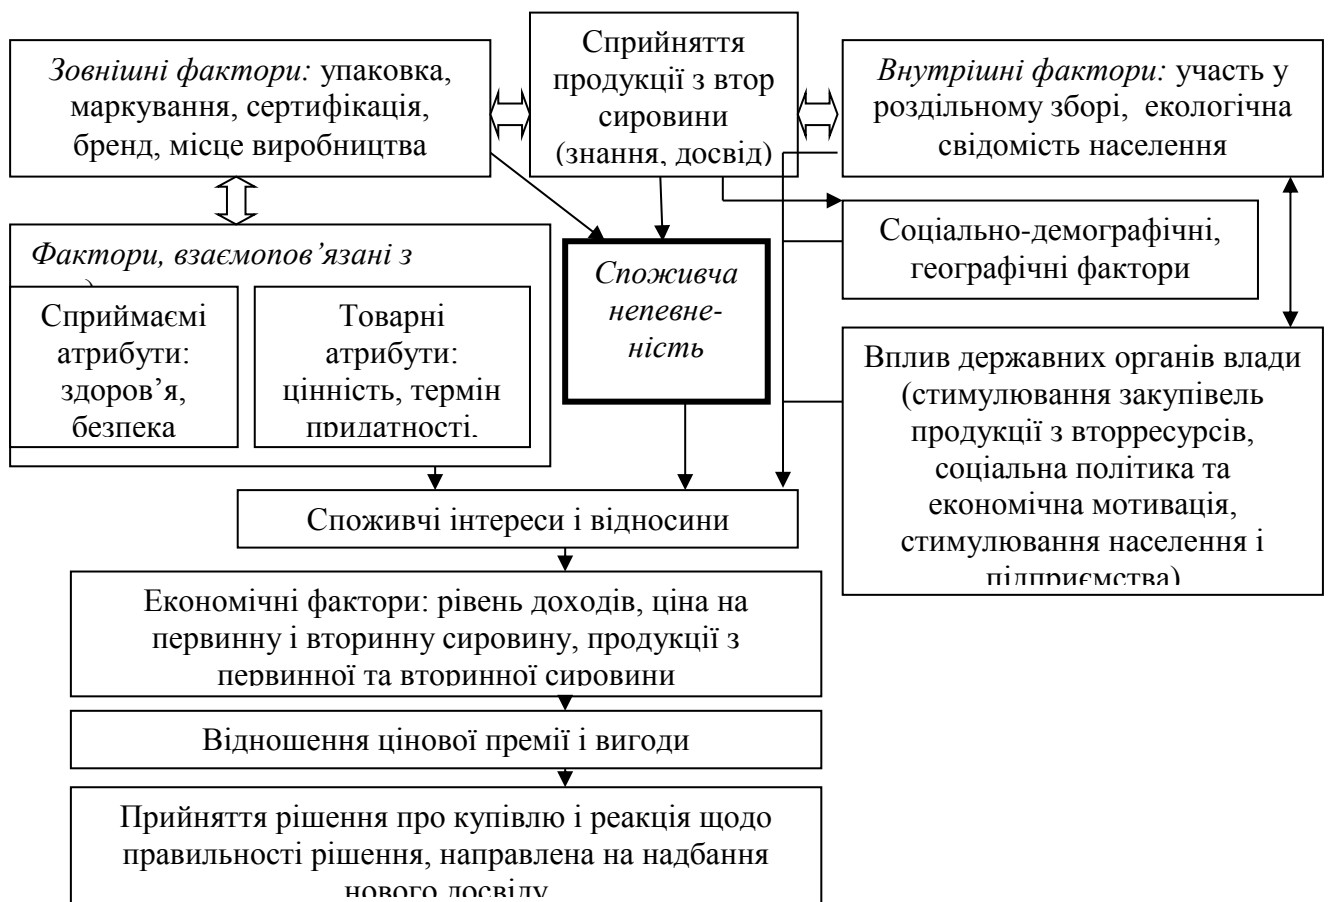 Зовнішні фактори: упаковка,
маркування, сертифікація,
бренд, місце виробництва
Сприйняття
продукції з втор
сировини
(знання, досвід)
Внутрішні фактори: участь у
роздільному зборі, екологічна
свідомість населення
Соціально-демографічні,
географічні фактори
Фактори, взаємопов’язані з
Сприймаємі
атрибути:
здоров’я,
безпека
Товарні
атрибути:
цінність, термін
придатності,
Споживча
непевне-
ність
Вплив державних органів влади
(стимулювання закупівель
продукції з вторресурсів,
соціальна політика та
економічна мотивація,
стимулювання населення і
підприємства)
Споживчі інтереси і відносини
Економічні фактори: рівень доходів, ціна на
первинну і вторинну сировину, продукції з
первинної та вторинної сировини
Відношення цінової премії і вигоди
Прийняття рішення про купівлю і реакція щодо
правильності рішення, направлена на надбання
нового досвіду